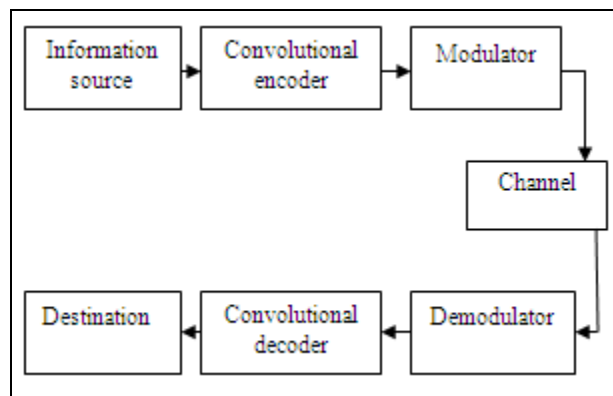 Information
source
Convolutional
encoder
Modulator
Channel
Destination
Convolutional
decoder
Demodulator